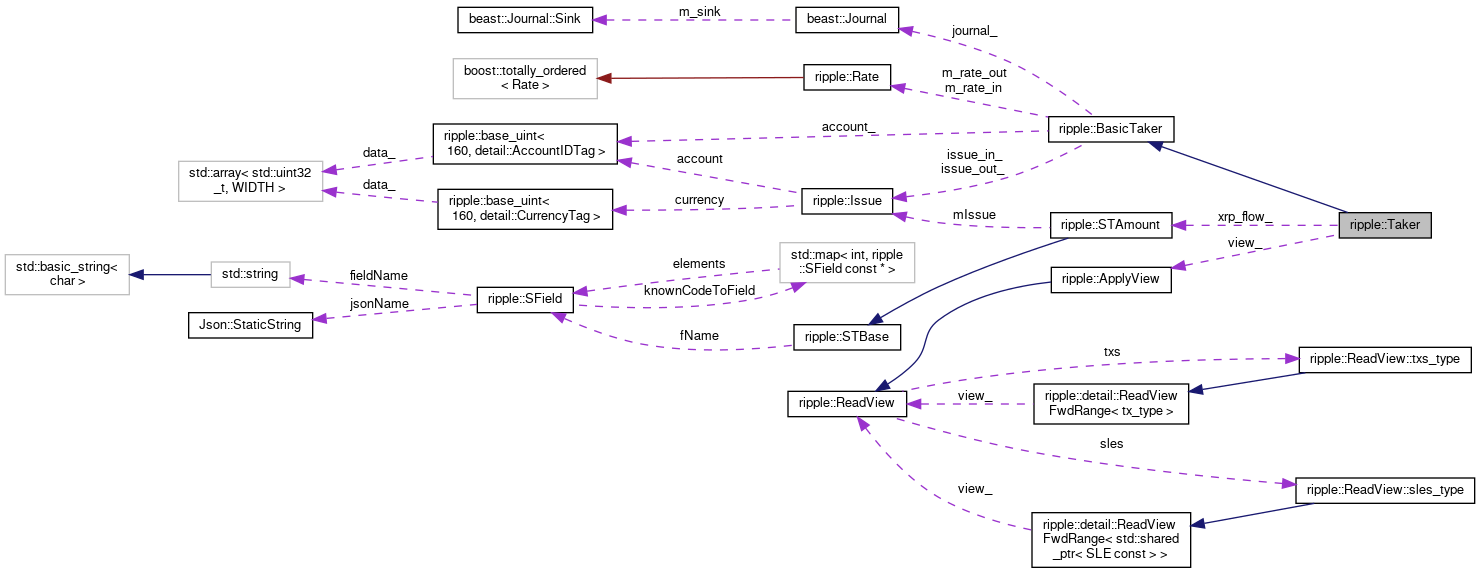 beast::Journal::Sink
m_sink
beast::Journal
journal_
boost::totally_ordered
< Rate >
ripple::Rate
m_rate_out
m_rate_in
ripple::BasicTaker
ripple::base_uint<
160, detail::AccountIDTag >
account_
data_
account
issue_in_
issue_out_
std::array< std::uint32
_t, WIDTH >
data_
ripple::base_uint<
160, detail::CurrencyTag >
currency
ripple::Issue
mIssue
ripple::STAmount
xrp_flow_
ripple::Taker
view_
std::basic_string<
char >
std::string
fieldName
elements
std::map< int, ripple
::SField const * >
ripple::ApplyView
knownCodeToField
ripple::SField
jsonName
Json::StaticString
fName
ripple::STBase
txs
ripple::ReadView::txs_type
ripple::ReadView
view_
ripple::detail::ReadView
FwdRange< tx_type >
sles
view_
ripple::ReadView::sles_type
ripple::detail::ReadView
FwdRange< std::shared
_ptr< SLE const > >